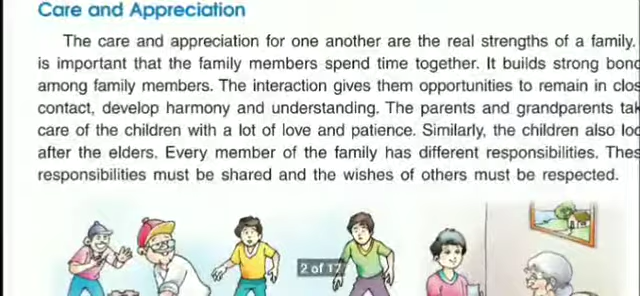 Care and Appreciation
The care and appreciation for one another are the real strengths of a family.
is important that the family members spend time together. It builds strong
among family members. The interaction gives them opportunities to remain in
contact, develop harmony and understanding. The parents and grandparents
care of the children with a lot of love and patience. Similarly, the children also
after the elders. Every member of the family has different responsibilities.
responsibilities must be shared and the wishes of others must be respected.
2 of 17